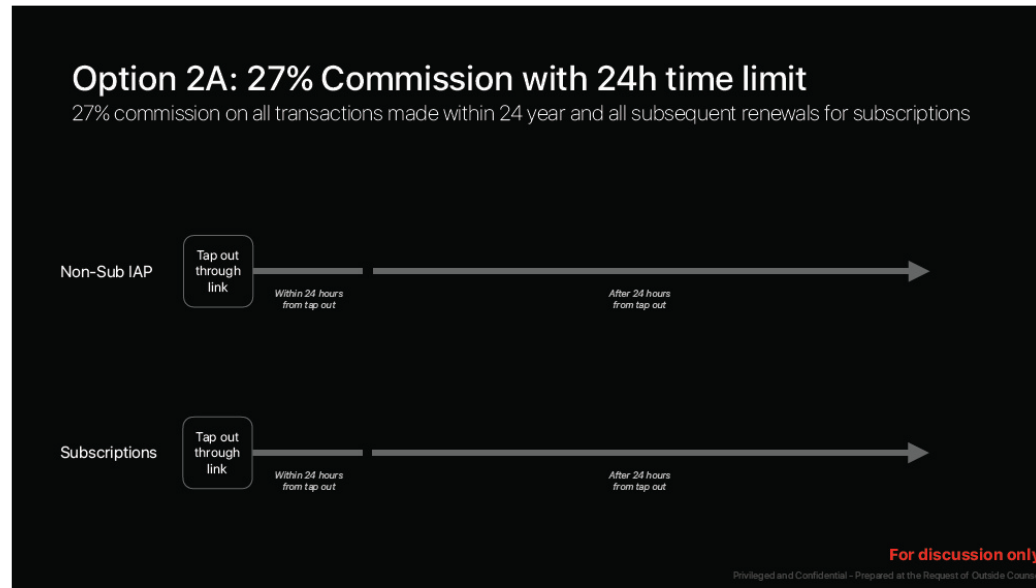 Option 2A: 27% Commission with 24h time limit
27% commission on all transactions made within 24 year and all subsequent renewals for subscriptions
Non-Sub IAP
Tap out
through
link
Within 24 hours
from tap out
After 24 hours
from tap out
Subscriptions
Tap out
through
link
Within 24 hours
from tap out
After 24 hours
from tap out
For discussion only
Privileged and Confidential - Prepared at the Request of Outside